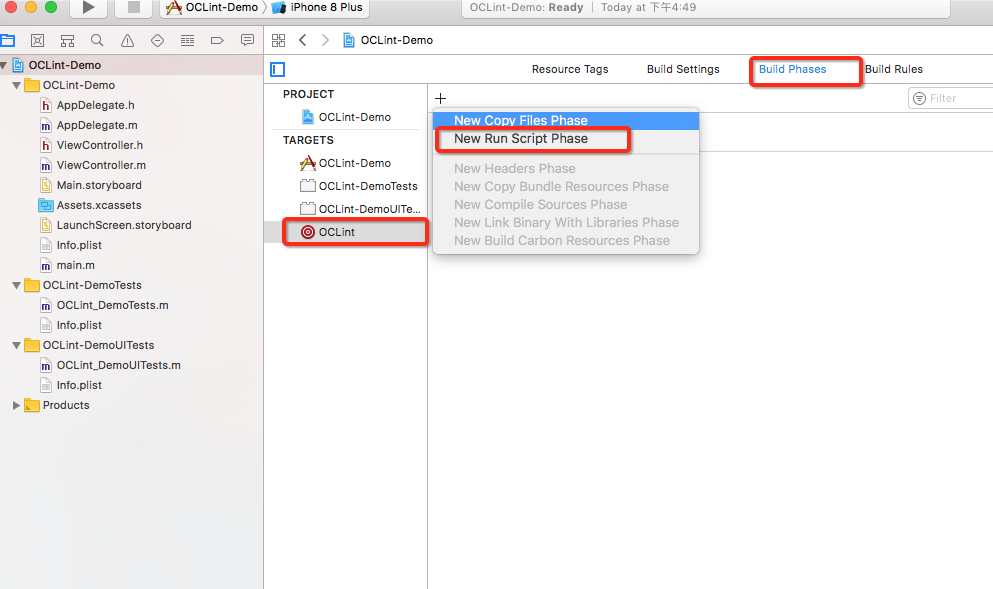 OCLint-Demo
iPhone 8 Plus
OCLint-Demo: Ready | Today at 下午4:49
OCLint-Demo
OCLint-Demo
OCLint-Demo
AppDelegate.h
AppDelegate.m
ViewController.h
ViewController.m
Main.storyboard
Assets.xcassets
LaunchScreen.storyboard
Info.plist
main.m
OCLint-DemoTests
OCLint_DemoTests.m
Info.plist
OCLint-DemoUITests
OCLint_DemoUITests.m
Info.plist
Products
Resource Tags
Build Settings
Build Phases
Build Rules
PROJECT
OCLint-Demo
TARGETS
OCLint-Demo
OCLint-DemoTests
OCLint-DemoUITe...
OCLint
Filter
New Copy Files Phase
New Run Script Phase
New Headers Phase
New Copy Bundle Resources Phase
New Compile Sources Phase
New Link Binary With Libraries Phase
New Build Carbon Resources Phase